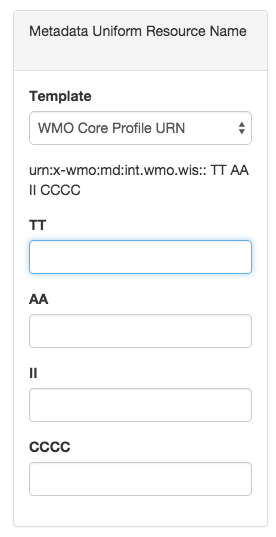 Metadata Uniform Resource Name
Template
WMO Core Profile URN
urn:x-wmo:md:int.wmo.wis:: TT AA
II CCCC
TT
AA
II
CCCC